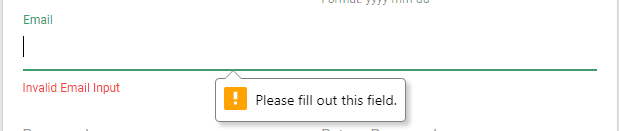 Email
Invalid Email Input
Please fill out this field.